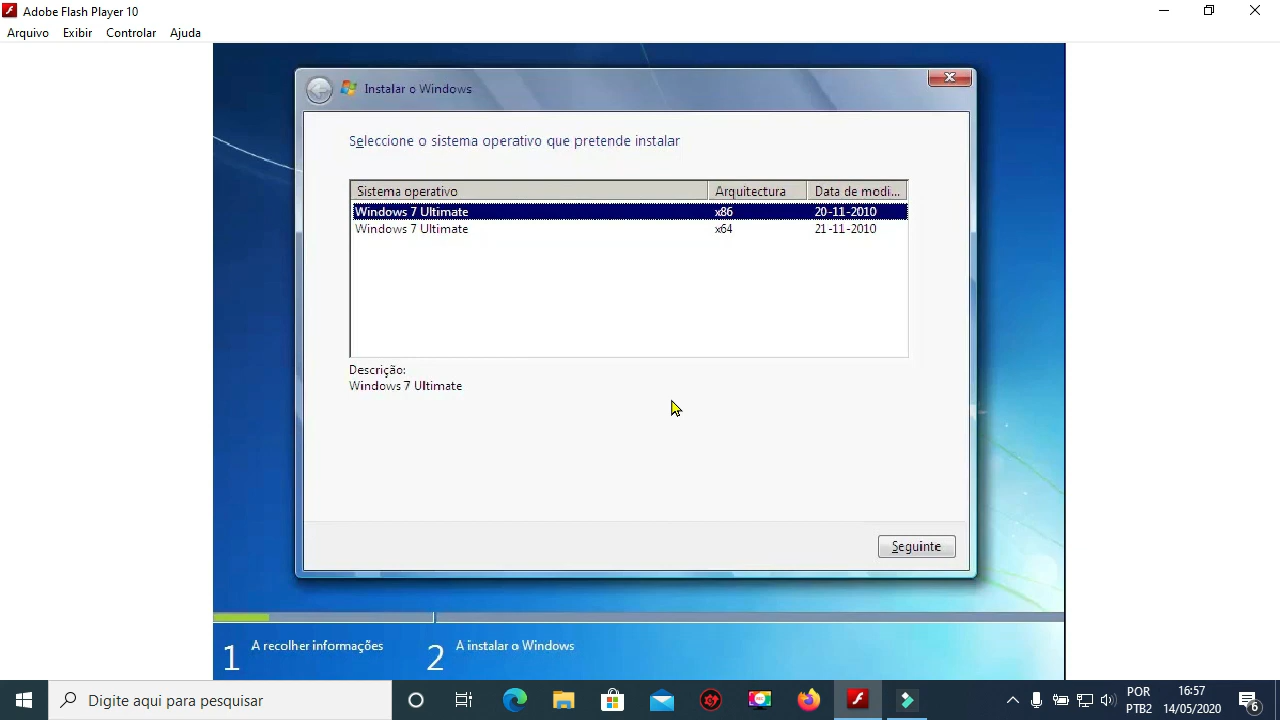 Adobe Flash Player 10
Arquivo Exibir Controlar Ajuda
Instalar o Windows
Seleccione o sistema operativo que pretende instalar
Sistema operativo Arquitectura Data de modi...
Windows 7 Ultimate x86 20-11-2010
Windows 7 Ultimate x64 21-11-2010
Descrição:
Windows 7 Ultimate
Seguinte
1 A recolher informações 2 A instalar o Windows
Digite aqui para pesquisar
POR 16:57
PTB2 14/05/2020 6